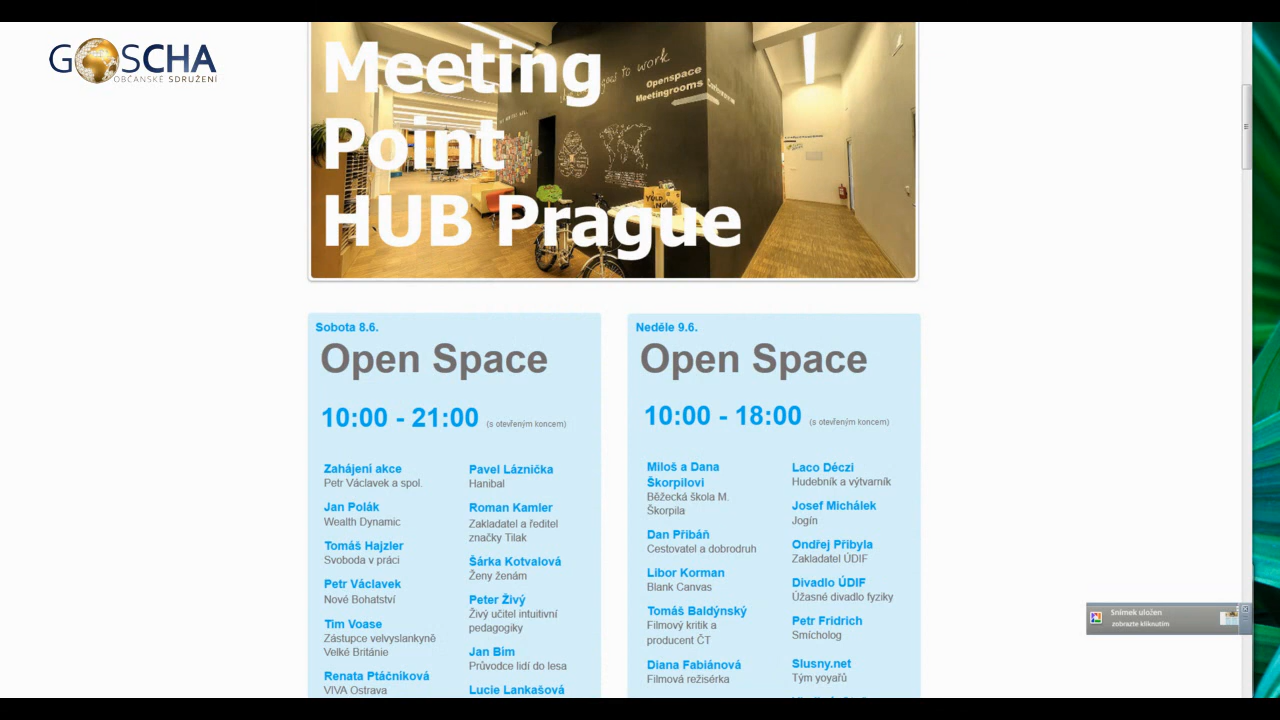 GOSCHA
OBČANSKÉ SDRUŽENÍ
Meeting
Point
HUB Prague
to work
Openspace
Meetingrooms
Sobota 8.6.
Open Space
10:00 - 21:00 (s otevřeným koncem)
Zahájení akce
Petr Václavek a spol.
Jan Polák
Wealth Dynamic
Tomáš Hajzler
Svoboda v práci
Petr Václavek
Nové Bohatství
Tim Voase
Zástupce velvyslankyně
Velké Británie
Renata Ptáčníková
VIVA Ostrava
Pavel Láznička
Hanibal
Roman Kamler
Zakladatel a ředitel
značky Tilak
Šárka Kotvalová
Ženy ženám
Peter Živý
Živý učitel intuitivní
pedagogiky
Jan Bím
Průvodce lidí do lesa
Lucie Lankašová
Neděle 9.6.
Open Space
10:00 - 18:00 (s otevřeným koncem)
Miloš a Dana
Škorpilovi
Běžecká škola M.
Škorpila
Dan Přibáň
Cestovatel a dobrodruh
Libor Korman
Blank Canvas
Tomáš Baldýnský
Filmový kritik a
producent ČT
Diana Fabiánová
Filmová režisérka
Laco Déczi
Hudebník a výtvarník
Josef Michálek
Jogín
Ondřej Přibyla
Zakladatel ÚDIF
Divadlo ÚDIF
Úžasné divadlo fyziky
Petr Fridrich
Smícholog
Slusny.net
Tým yoyařů
Snímek uložen
zobrazte kliknutím